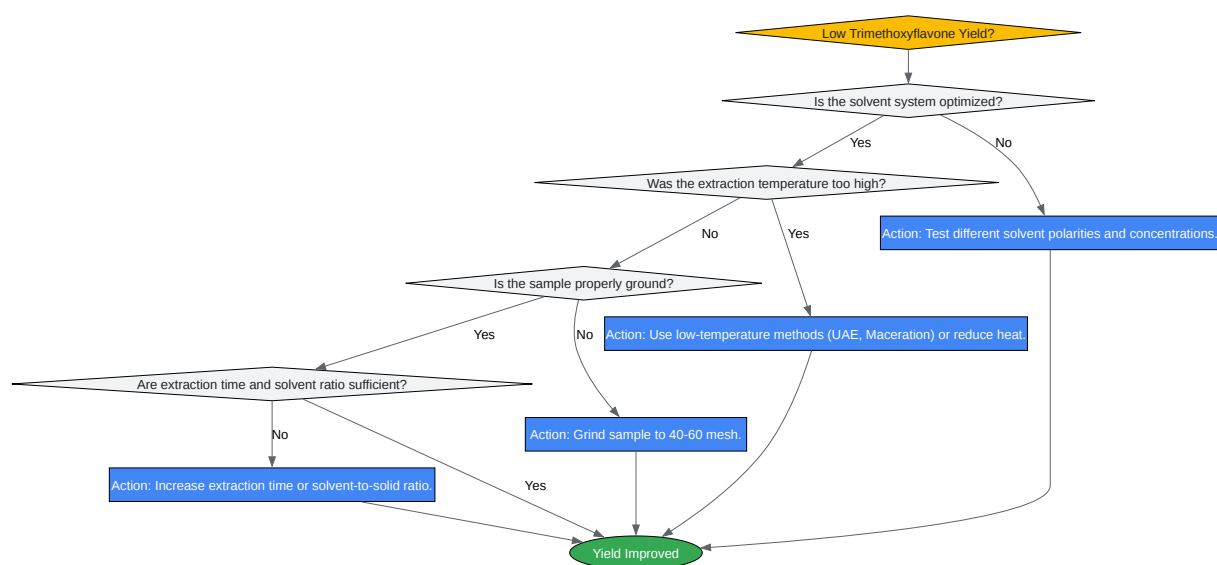 Low Trimethoxyflavone Yield?
Is the solvent system optimized?
Yes
No
Was the extraction temperature too high?
No
Yes
Action: Test different solvent polarities and concentrations.
Is the sample properly ground?
Yes
No
Action: Use low-temperature methods (UAE, Maceration) or reduce heat.
Are extraction time and solvent ratio sufficient?
No
Action: Grind sample to 40-60 mesh.
Action: Increase extraction time or solvent-to-solid ratio.
Yes
Yield Improved